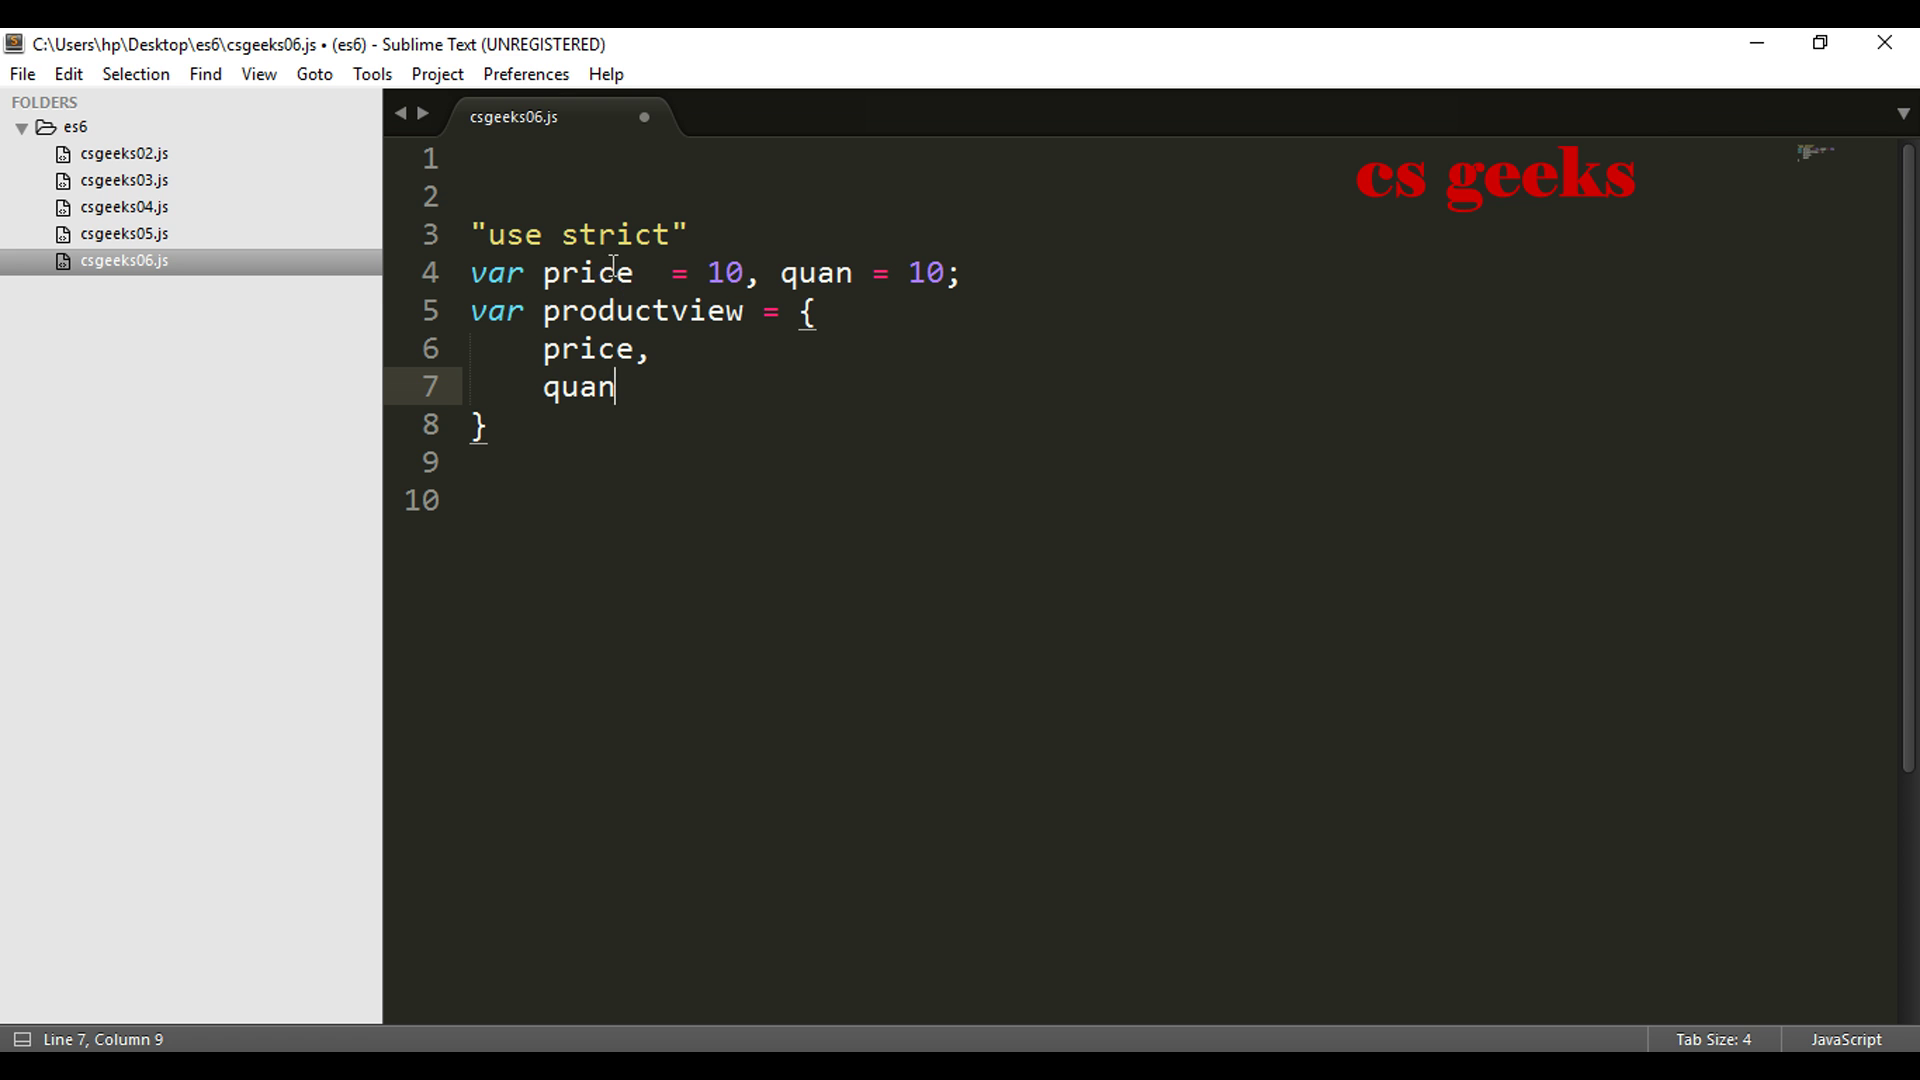 C:\Users\hp\Desktop\es6\csgeeks06.js • (es6) - Sublime Text (UNREGISTERED)
File Edit Selection Find View Goto Tools Project Preferences Help
FOLDERS
es6
csgeeks02.js
csgeeks03.js
csgeeks04.js
csgeeks05.js
csgeeks06.js
csgeeks06.js
cs geeks
1
2
3 "use strict"
4 var price  = 10, quan = 10;
5 var productview = {
6     price,
7     quan
8 }
9
10
Line 7, Column 9
Tab Size: 4
JavaScript